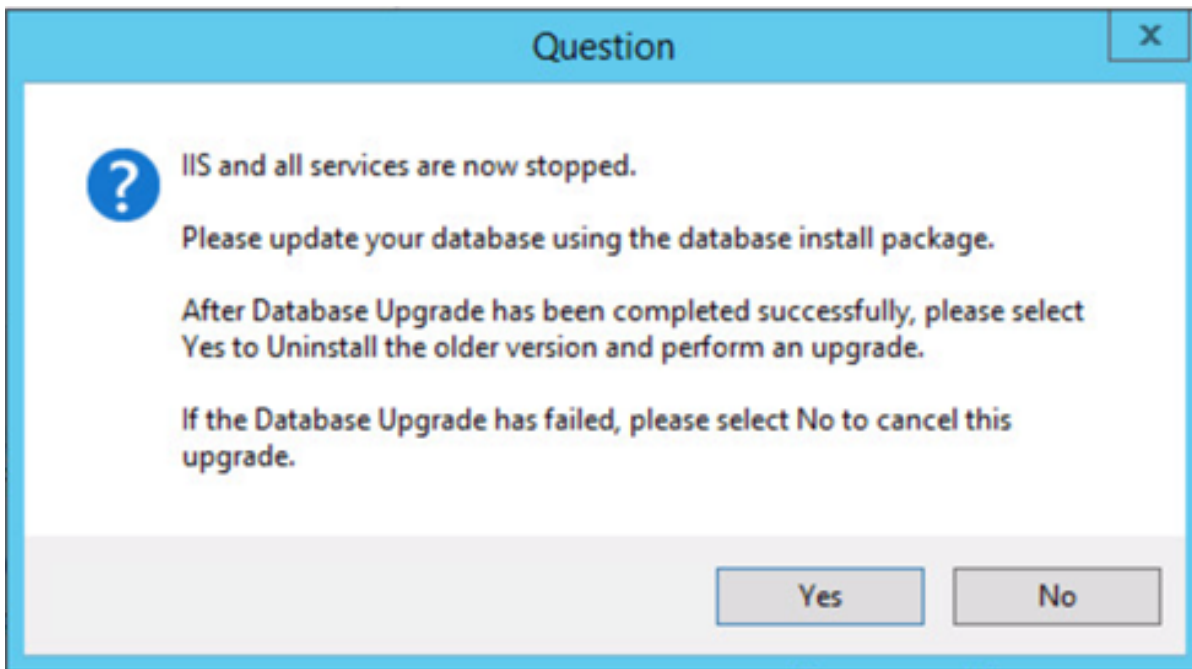 Question
x
?
IIS and all services are now stopped.
Please update your database using the database install package.
After Database Upgrade has been completed successfully, please select
Yes to Uninstall the older version and perform an upgrade.
If the Database Upgrade has failed, please select No to cancel this
upgrade.
Yes
No